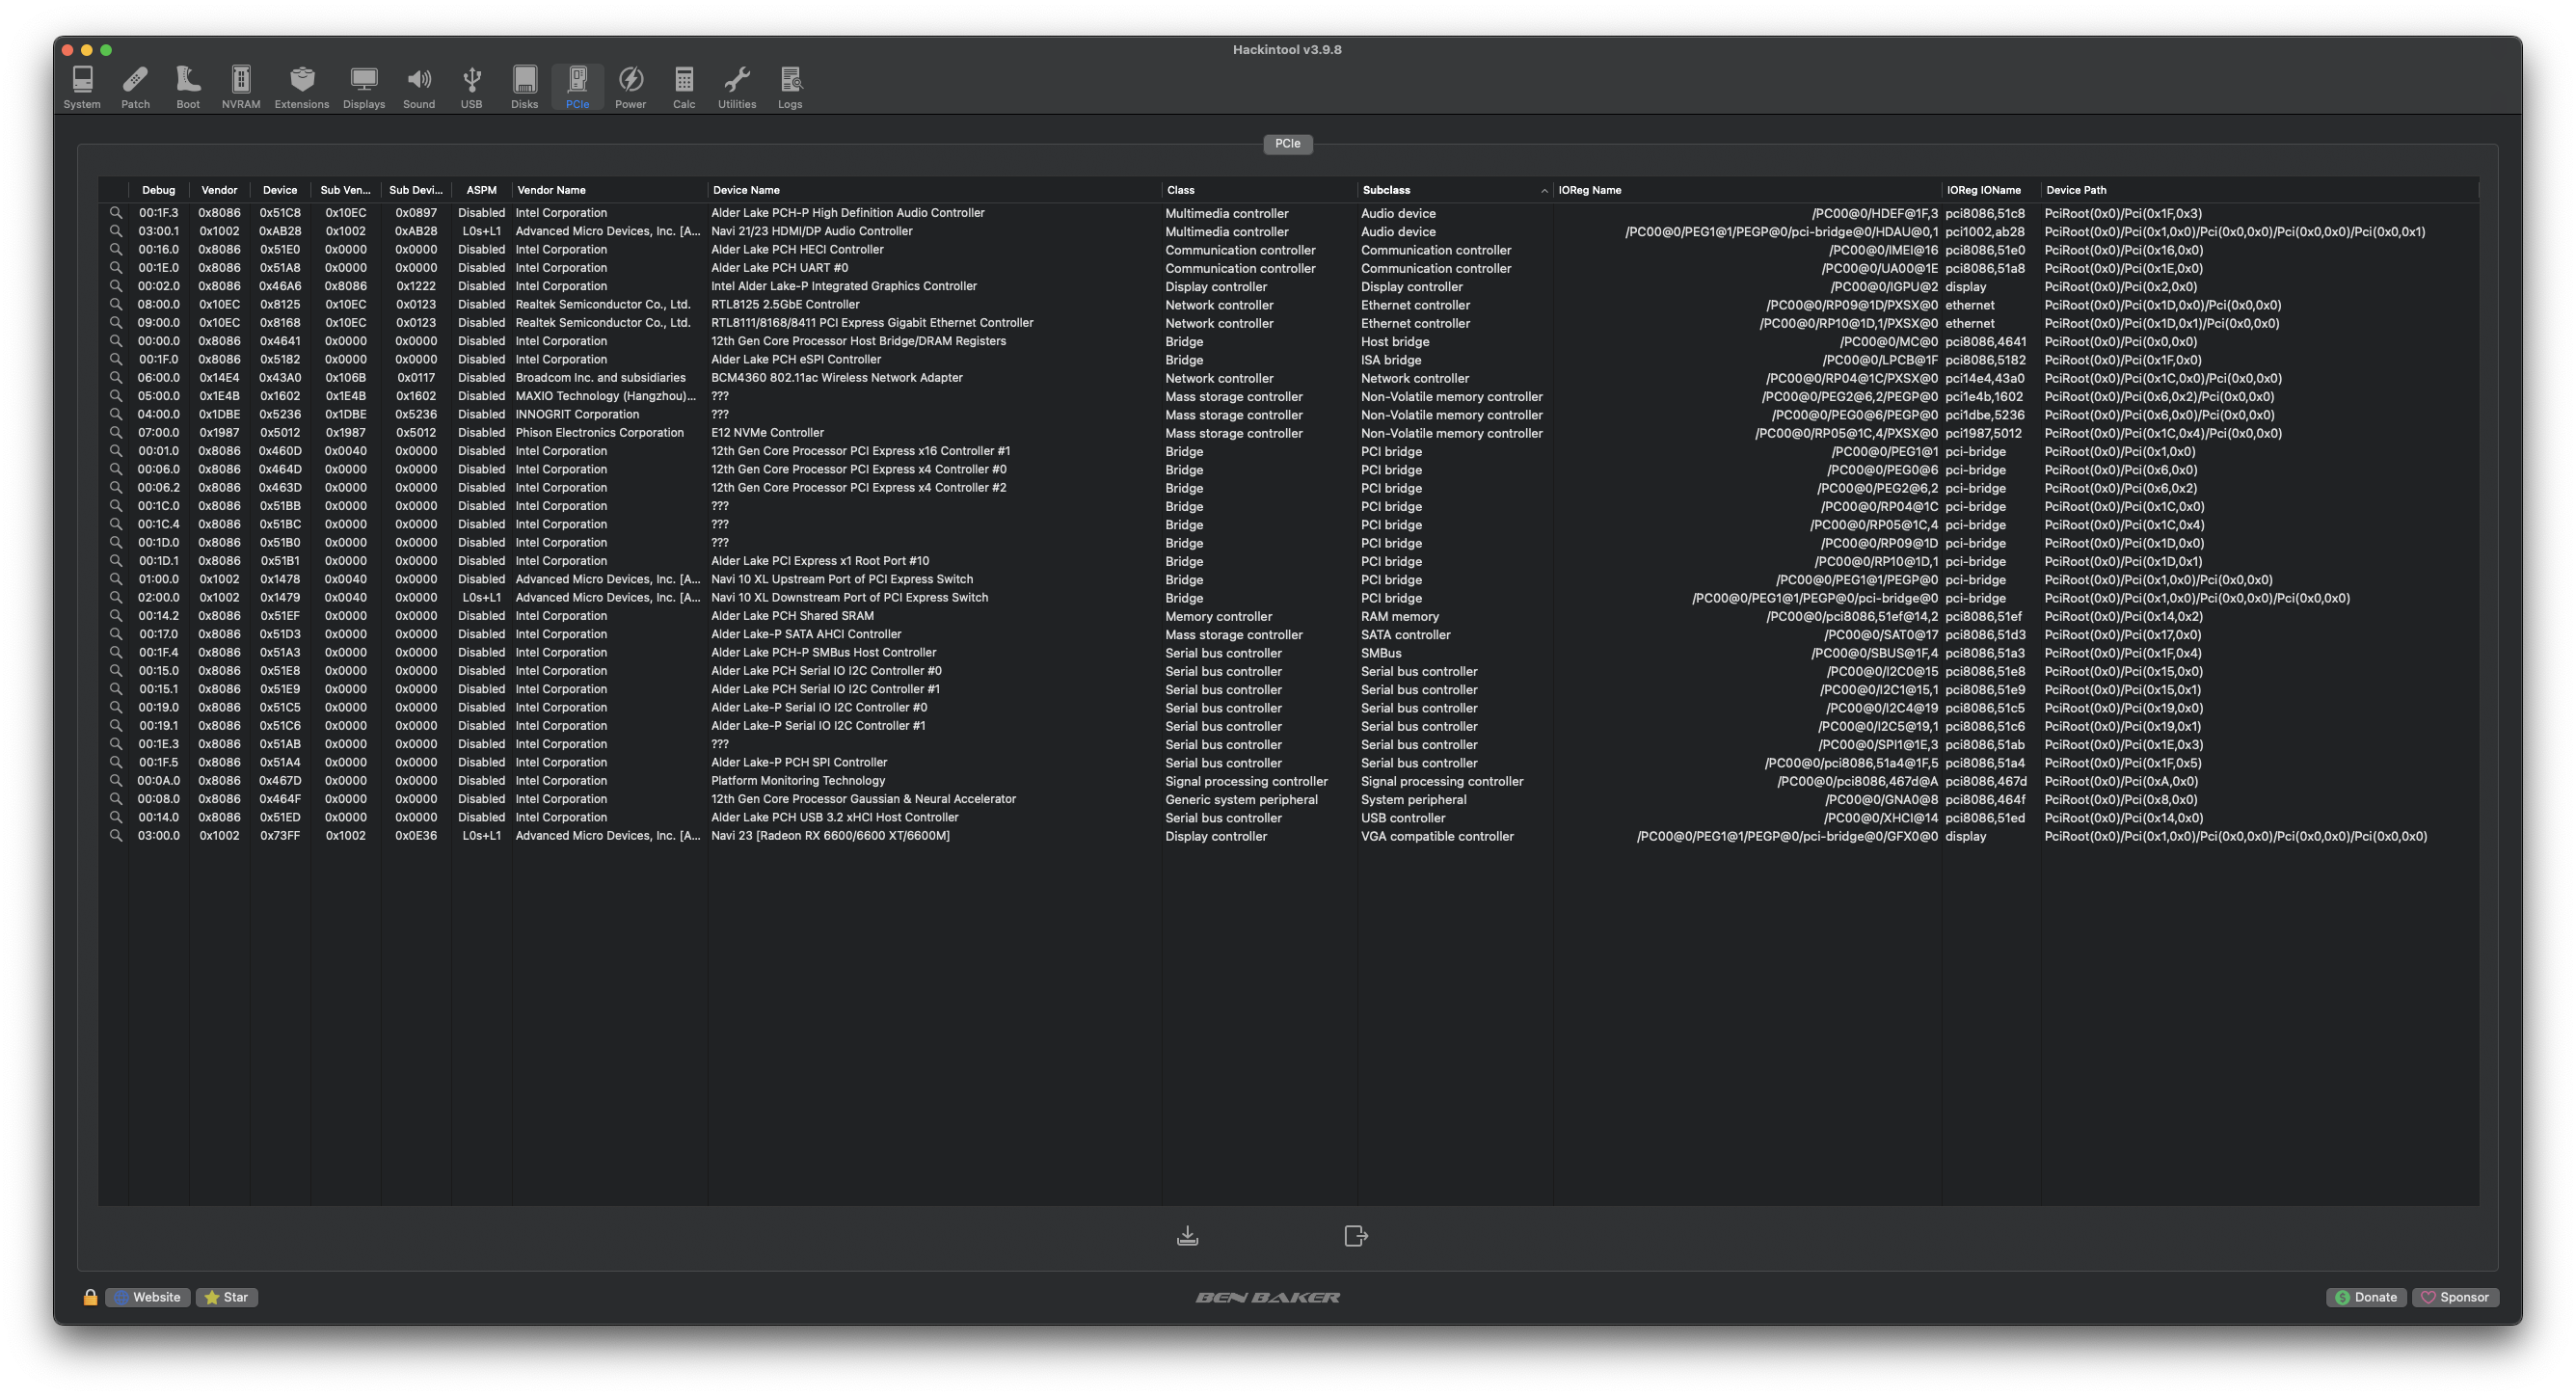 Hackintool v3.9.8
System Patch Boot NVRAM Extensions Displays Sound USB Disks PCIe Power Calc Utilities Logs
PCIe
Debug Vendor Device Sub Ven... Sub Devi... ASPM Vendor Name Device Name Class Subclass IOReg Name IOReg IOName Device Path
00:1F.3 0x8086 0x51C8 0x10EC 0x0897 Disabled Intel Corporation Alder Lake PCH-P High Definition Audio Controller Multimedia controller Audio device /PC00@0/HDEF@1F,3 pci8086,51c8 PciRoot(0x0)/Pci(0x1F,0x3)
03:00.1 0x1002 0xAB28 0x1002 0xAB28 L0s+L1 Advanced Micro Devices, Inc. [A... Navi 21/23 HDMI/DP Audio Controller Multimedia controller Audio device /PC00@0/PEG1@1/PEGP@0/pci-bridge@0/HDAU@0,1 pci1002,ab28 PciRoot(0x0)/Pci(0x1,0x0)/Pci(0x0,0x0)/Pci(0x0,0x0)/Pci(0x0,0x1)
00:16.0 0x8086 0x51E0 0x0000 0x0000 Disabled Intel Corporation Alder Lake PCH HECI Controller Communication controller Communication controller /PC00@0/IMEI@16 pci8086,51e0 PciRoot(0x0)/Pci(0x16,0x0)
00:1E.0 0x8086 0x51A8 0x0000 0x0000 Disabled Intel Corporation Alder Lake PCH UART #0 Communication controller Communication controller /PC00@0/UA00@1E pci8086,51a8 PciRoot(0x0)/Pci(0x1E,0x0)
00:02.0 0x8086 0x46A6 0x8086 0x1222 Disabled Intel Corporation Intel Alder Lake-P Integrated Graphics Controller Display controller Display controller /PC00@0/IGPU@2 display PciRoot(0x0)/Pci(0x2,0x0)
08:00.0 0x10EC 0x8125 0x10EC 0x0123 Disabled Realtek Semiconductor Co., Ltd. RTL8125 2.5GbE Controller Network controller Ethernet controller /PC00@0/RP09@1D/PXSX@0 ethernet PciRoot(0x0)/Pci(0x1D,0x0)/Pci(0x0,0x0)
09:00.0 0x10EC 0x8168 0x10EC 0x0123 Disabled Realtek Semiconductor Co., Ltd. RTL8111/8168/8411 PCI Express Gigabit Ethernet Controller Network controller Ethernet controller /PC00@0/RP10@1D,1/PXSX@0 ethernet PciRoot(0x0)/Pci(0x1D,0x1)/Pci(0x0,0x0)
00:00.0 0x8086 0x4641 0x0000 0x0000 Disabled Intel Corporation 12th Gen Core Processor Host Bridge/DRAM Registers Bridge Host bridge /PC00@0/MC@0 pci8086,4641 PciRoot(0x0)/Pci(0x0,0x0)
00:1F.0 0x8086 0x5182 0x0000 0x0000 Disabled Intel Corporation Alder Lake PCH eSPI Controller Bridge ISA bridge /PC00@0/LPCB@1F pci8086,5182 PciRoot(0x0)/Pci(0x1F,0x0)
06:00.0 0x14E4 0x43A0 0x106B 0x0117 Disabled Broadcom Inc. and subsidiaries BCM4360 802.11ac Wireless Network Adapter Network controller Network controller /PC00@0/RP04@1C/PXSX@0 pci14e4,43a0 PciRoot(0x0)/Pci(0x1C,0x0)/Pci(0x0,0x0)
05:00.0 0x1E4B 0x1602 0x1E4B 0x1602 Disabled MAXIO Technology (Hangzhou)... ??? Mass storage controller Non-Volatile memory controller /PC00@0/PEG2@6,2/PEGP@0 pci1e4b,1602 PciRoot(0x0)/Pci(0x6,0x2)/Pci(0x0,0x0)
04:00.0 0x1DBE 0x5236 0x1DBE 0x5236 Disabled INNOGRIT Corporation ??? Mass storage controller Non-Volatile memory controller /PC00@0/PEG0@6/PEGP@0 pci1dbe,5236 PciRoot(0x0)/Pci(0x6,0x0)/Pci(0x0,0x0)
07:00.0 0x1987 0x5012 0x1987 0x5012 Disabled Phison Electronics Corporation E12 NVMe Controller Mass storage controller Non-Volatile memory controller /PC00@0/RP05@1C,4/PXSX@0 pci1987,5012 PciRoot(0x0)/Pci(0x1C,0x4)/Pci(0x0,0x0)
00:01.0 0x8086 0x460D 0x0040 0x0000 Disabled Intel Corporation 12th Gen Core Processor PCI Express x16 Controller #1 Bridge PCI bridge /PC00@0/PEG1@1 pci-bridge PciRoot(0x0)/Pci(0x1,0x0)
00:06.0 0x8086 0x464D 0x0000 0x0000 Disabled Intel Corporation 12th Gen Core Processor PCI Express x4 Controller #0 Bridge PCI bridge /PC00@0/PEG0@6 pci-bridge PciRoot(0x0)/Pci(0x6,0x0)
00:06.2 0x8086 0x463D 0x0000 0x0000 Disabled Intel Corporation 12th Gen Core Processor PCI Express x4 Controller #2 Bridge PCI bridge /PC00@0/PEG2@6,2 pci-bridge PciRoot(0x0)/Pci(0x6,0x2)
00:1C.0 0x8086 0x51BB 0x0000 0x0000 Disabled Intel Corporation ??? Bridge PCI bridge /PC00@0/RP04@1C pci-bridge PciRoot(0x0)/Pci(0x1C,0x0)
00:1C.4 0x8086 0x51BC 0x0000 0x0000 Disabled Intel Corporation ??? Bridge PCI bridge /PC00@0/RP05@1C,4 pci-bridge PciRoot(0x0)/Pci(0x1C,0x4)
00:1D.0 0x8086 0x51B0 0x0000 0x0000 Disabled Intel Corporation ??? Bridge PCI bridge /PC00@0/RP09@1D pci-bridge PciRoot(0x0)/Pci(0x1D,0x0)
00:1D.1 0x8086 0x51B1 0x0000 0x0000 Disabled Intel Corporation Alder Lake PCI Express x1 Root Port #10 Bridge PCI bridge /PC00@0/RP10@1D,1 pci-bridge PciRoot(0x0)/Pci(0x1D,0x1)
01:00.0 0x1002 0x1478 0x0040 0x0000 Disabled Advanced Micro Devices, Inc. [A... Navi 10 XL Upstream Port of PCI Express Switch Bridge PCI bridge /PC00@0/PEG1@1/PEGP@0 pci-bridge PciRoot(0x0)/Pci(0x1,0x0)/Pci(0x0,0x0)
02:00.0 0x1002 0x1479 0x0040 0x0000 L0s+L1 Advanced Micro Devices, Inc. [A... Navi 10 XL Downstream Port of PCI Express Switch Bridge PCI bridge /PC00@0/PEG1@1/PEGP@0/pci-bridge@0 pci-bridge PciRoot(0x0)/Pci(0x1,0x0)/Pci(0x0,0x0)/Pci(0x0,0x0)
00:14.2 0x8086 0x51EF 0x0000 0x0000 Disabled Intel Corporation Alder Lake PCH Shared SRAM Memory controller RAM memory /PC00@0/pci8086,51ef@14,2 pci8086,51ef PciRoot(0x0)/Pci(0x14,0x2)
00:17.0 0x8086 0x51D3 0x0000 0x0000 Disabled Intel Corporation Alder Lake-P SATA AHCI Controller Mass storage controller SATA controller /PC00@0/SAT0@17 pci8086,51d3 PciRoot(0x0)/Pci(0x17,0x0)
00:1F.4 0x8086 0x51A3 0x0000 0x0000 Disabled Intel Corporation Alder Lake PCH-P SMBus Host Controller Serial bus controller SMBus /PC00@0/SBUS@1F,4 pci8086,51a3 PciRoot(0x0)/Pci(0x1F,0x4)
00:15.0 0x8086 0x51E8 0x0000 0x0000 Disabled Intel Corporation Alder Lake PCH Serial IO I2C Controller #0 Serial bus controller Serial bus controller /PC00@0/I2C0@15 pci8086,51e8 PciRoot(0x0)/Pci(0x15,0x0)
00:15.1 0x8086 0x51E9 0x0000 0x0000 Disabled Intel Corporation Alder Lake PCH Serial IO I2C Controller #1 Serial bus controller Serial bus controller /PC00@0/I2C1@15,1 pci8086,51e9 PciRoot(0x0)/Pci(0x15,0x1)
00:19.0 0x8086 0x51C5 0x0000 0x0000 Disabled Intel Corporation Alder Lake-P Serial IO I2C Controller #0 Serial bus controller Serial bus controller /PC00@0/I2C4@19 pci8086,51c5 PciRoot(0x0)/Pci(0x19,0x0)
00:19.1 0x8086 0x51C6 0x0000 0x0000 Disabled Intel Corporation Alder Lake-P Serial IO I2C Controller #1 Serial bus controller Serial bus controller /PC00@0/I2C5@19,1 pci8086,51c6 PciRoot(0x0)/Pci(0x19,0x1)
00:1E.3 0x8086 0x51AB 0x0000 0x0000 Disabled Intel Corporation ??? Serial bus controller Serial bus controller /PC00@0/SPI1@1E,3 pci8086,51ab PciRoot(0x0)/Pci(0x1E,0x3)
00:1F.5 0x8086 0x51A4 0x0000 0x0000 Disabled Intel Corporation Alder Lake-P PCH SPI Controller Serial bus controller Serial bus controller /PC00@0/pci8086,51a4@1F,5 pci8086,51a4 PciRoot(0x0)/Pci(0x1F,0x5)
00:0A.0 0x8086 0x467D 0x0000 0x0000 Disabled Intel Corporation Platform Monitoring Technology Signal processing controller Signal processing controller /PC00@0/pci8086,467d@A pci8086,467d PciRoot(0x0)/Pci(0xA,0x0)
00:08.0 0x8086 0x464F 0x0000 0x0000 Disabled Intel Corporation 12th Gen Core Processor Gaussian & Neural Accelerator Generic system peripheral System peripheral /PC00@0/GNA0@8 pci8086,464f PciRoot(0x0)/Pci(0x8,0x0)
00:14.0 0x8086 0x51ED 0x0000 0x0000 Disabled Intel Corporation Alder Lake PCH USB 3.2 xHCI Host Controller Serial bus controller USB controller /PC00@0/XHCI@14 pci8086,51ed PciRoot(0x0)/Pci(0x14,0x0)
03:00.0 0x1002 0x73FF 0x1002 0x0E36 L0s+L1 Advanced Micro Devices, Inc. [A... Navi 23 [Radeon RX 6600/6600 XT/6600M] Display controller VGA compatible controller /PC00@0/PEG1@1/PEGP@0/pci-bridge@0/GFX0@0 display PciRoot(0x0)/Pci(0x1,0x0)/Pci(0x0,0x0)/Pci(0x0,0x0)/Pci(0x0,0x0)
Website Star BEN BAKER Donate Sponsor